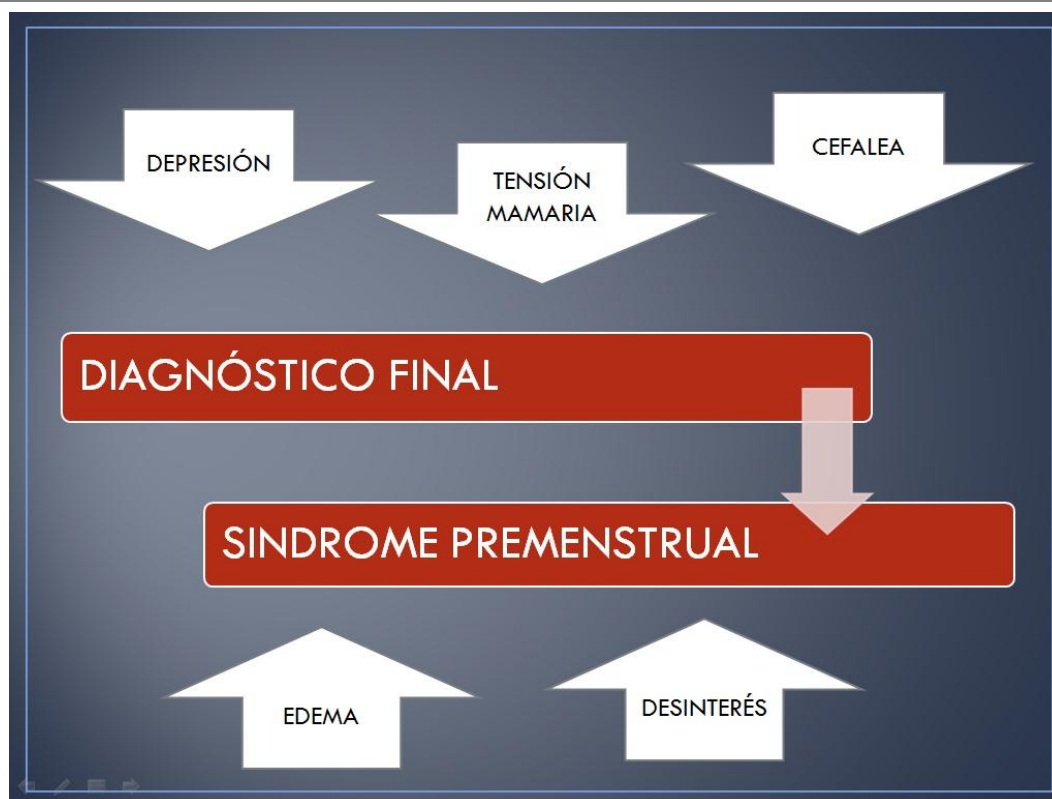 DEPRESIÓN
TENSIÓN
MAMARIA
CEFALEA
DIAGNÓSTICO FINAL
SINDROME PREMENSTRUAL
EDEMA
DESINTERÉS